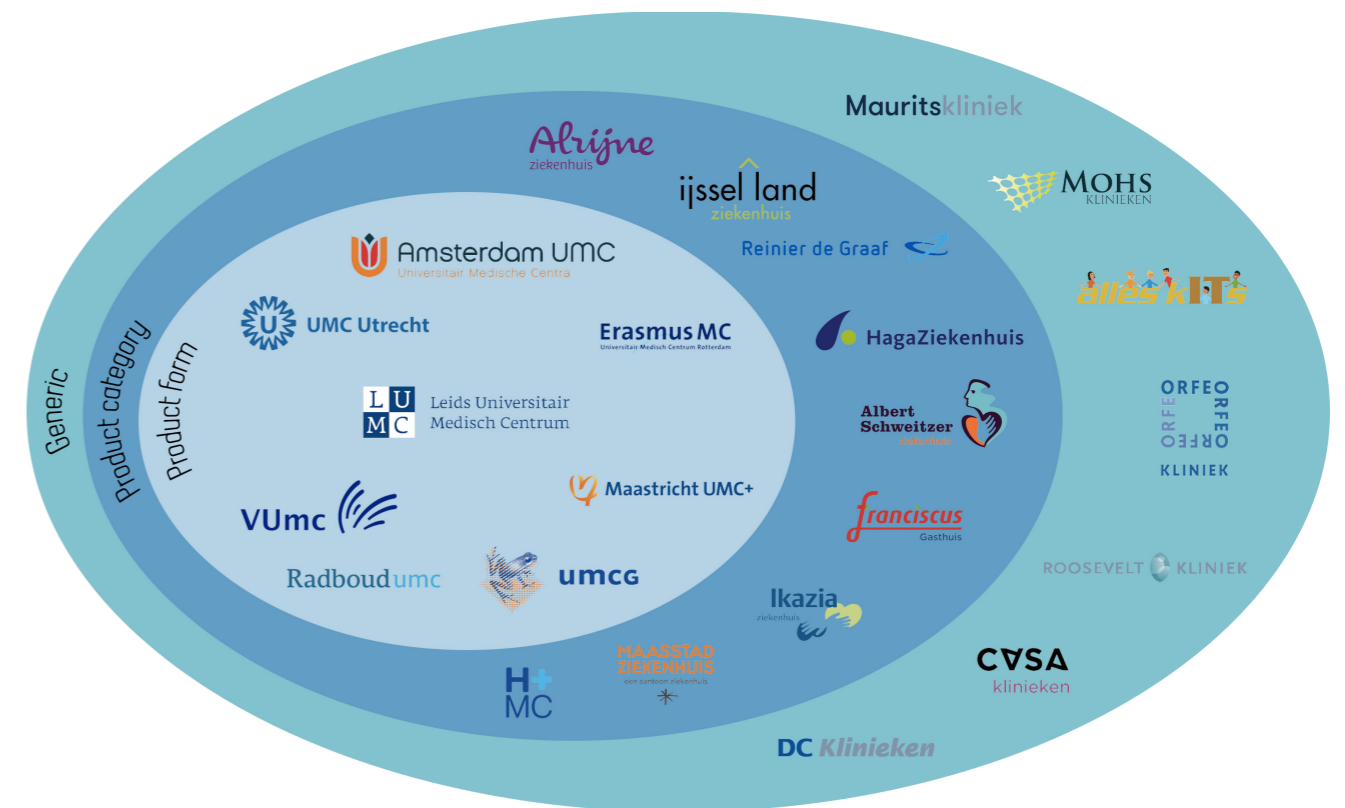 Generic
Product category
Product form
Mauritskliniek
Alrijne
ziekenhuis
ijssel land
ziekenhuis
MOHS
KLINIEKEN
Reinier de Graaf
Amsterdam UMC
Universitair Medische Centra
alles kITs
U
UMC Utrecht
Erasmus MC
Universitair Medisch Centrum Rotterdam
HagaZiekenhuis
LU
MC
Leids Universitair
Medisch Centrum
Albert
Schweitzer
ziekenhuis
ORFEO
ORFEO
ORFEO
ORFEO
KLINIEK
Maastricht UMC+
VUmc
franciscus
Gasthuis
Radboudumc
umcG
ROOSEVELT KLINIEK
Ikazia
ziekenhuis
MAASSTAD
ZIEKENHUIS
een santeon ziekenhuis
CASA
klinieken
H+
MC
DC Klinieken